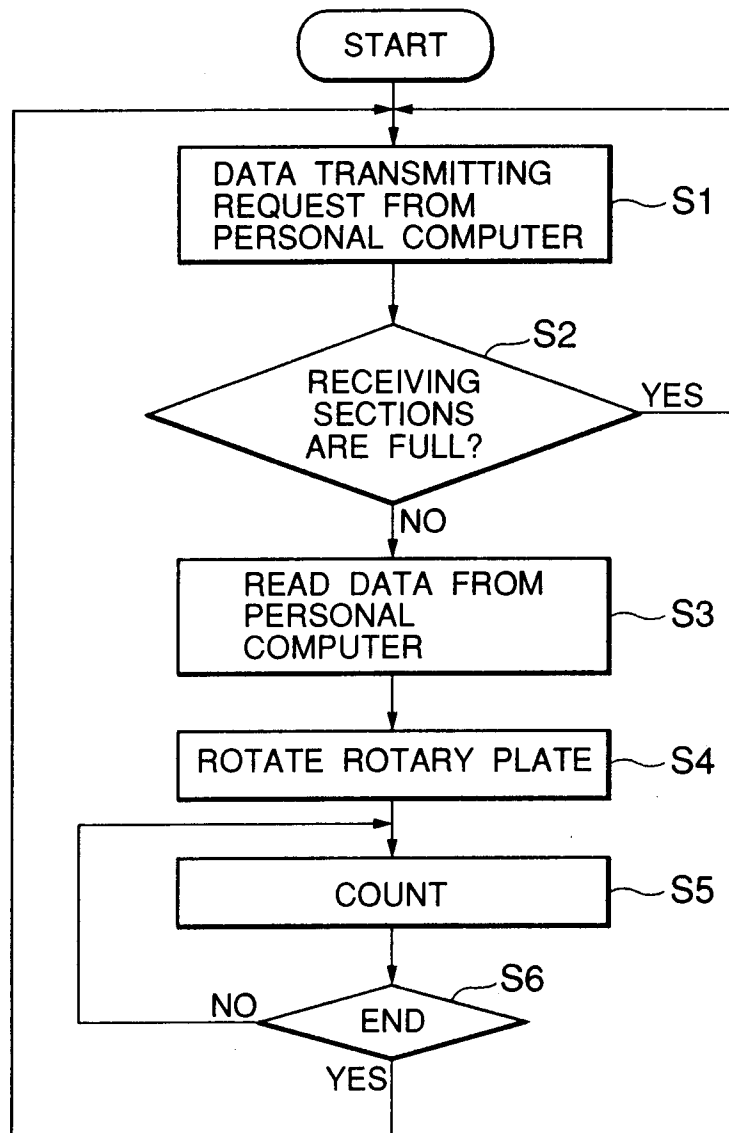 START
DATA TRANSMITTING
REQUEST FROM
PERSONAL COMPUTER
S1
S2
RECEIVING
SECTIONS
ARE FULL?
YES
NO
READ DATA FROM
PERSONAL
COMPUTER
S3
ROTATE ROTARY PLATE
S4
COUNT
S5
S6
NO
END
YES